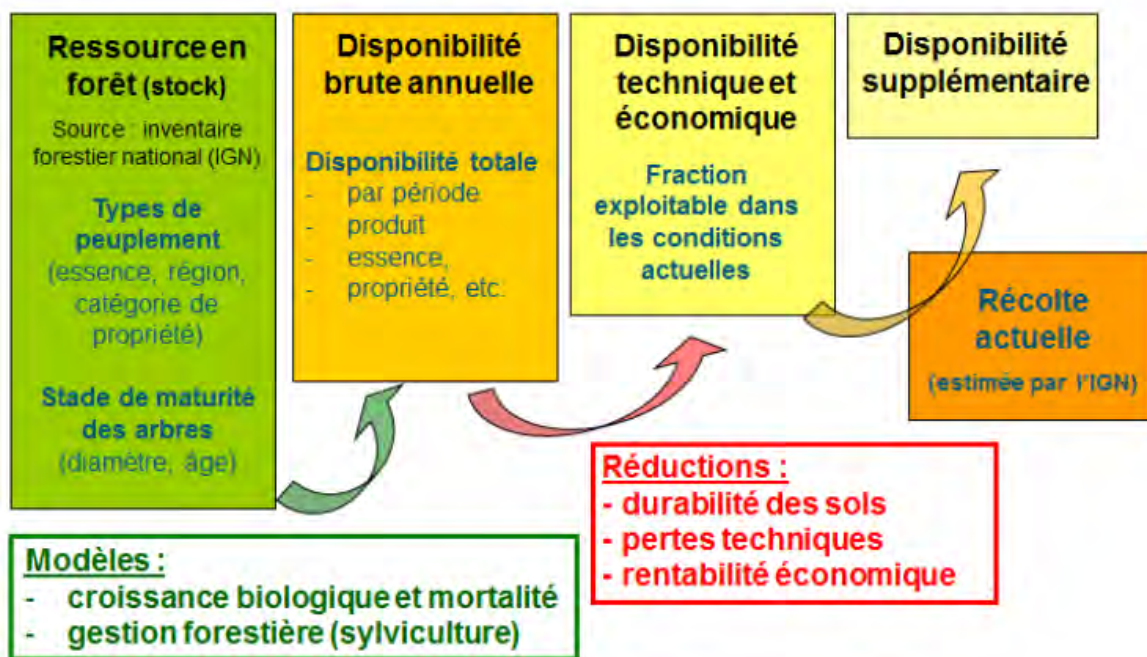 Ressource en
forêt (stock)
Source : inventaire
forestier national (IGN)
Types de
peuplement
(essence, région,
catégorie de
propriété)
Stade de maturité
des arbres
(diamètre, âge)
Disponibilité
brute annuelle
Disponibilité totale
- par période
- produit
- essence,
- propriété, etc.
Disponibilité
technique et
économique
Fraction
exploitable dans
les conditions
actuelles
Disponibilité
supplémentaire
Récolte
actuelle
(estimée par l'IGN)
Réductions :
- durabilité des sols
- pertes techniques
- rentabilité économique
Modèles :
- croissance biologique et mortalité
- gestion forestière (sylviculture)